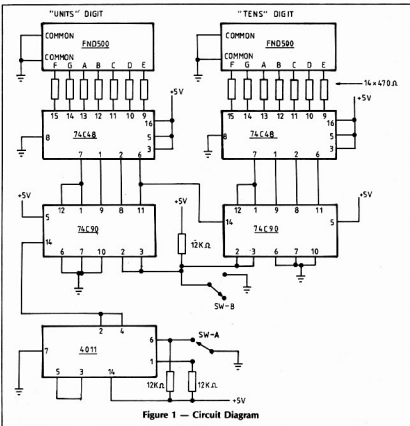 "UNITS" DIGIT "TENS" DIGIT
COMMON COMMON
FND500 FND500
COMMON COMMON
F G A B C D E F G A B C D E
14×470Ω
15 14 13 12 11 10 9 15 14 13 12 11 10 9
+5V +5V
16 16
8 74C48 5 8 74C48 5
3 3
7 1 2 6 7 1 2 6
+5V +5V +5V
12 1 9 8 11 12 1 9 8 11
5 14 5
12KΩ
74C90 74C90
14
6 7 10 2 3 2 3 6 7 10
SW-B
2 4
SW-A
6
7 4011
1
5 3 14
12KΩ 12KΩ
+5V
Figure 1 — Circuit Diagram